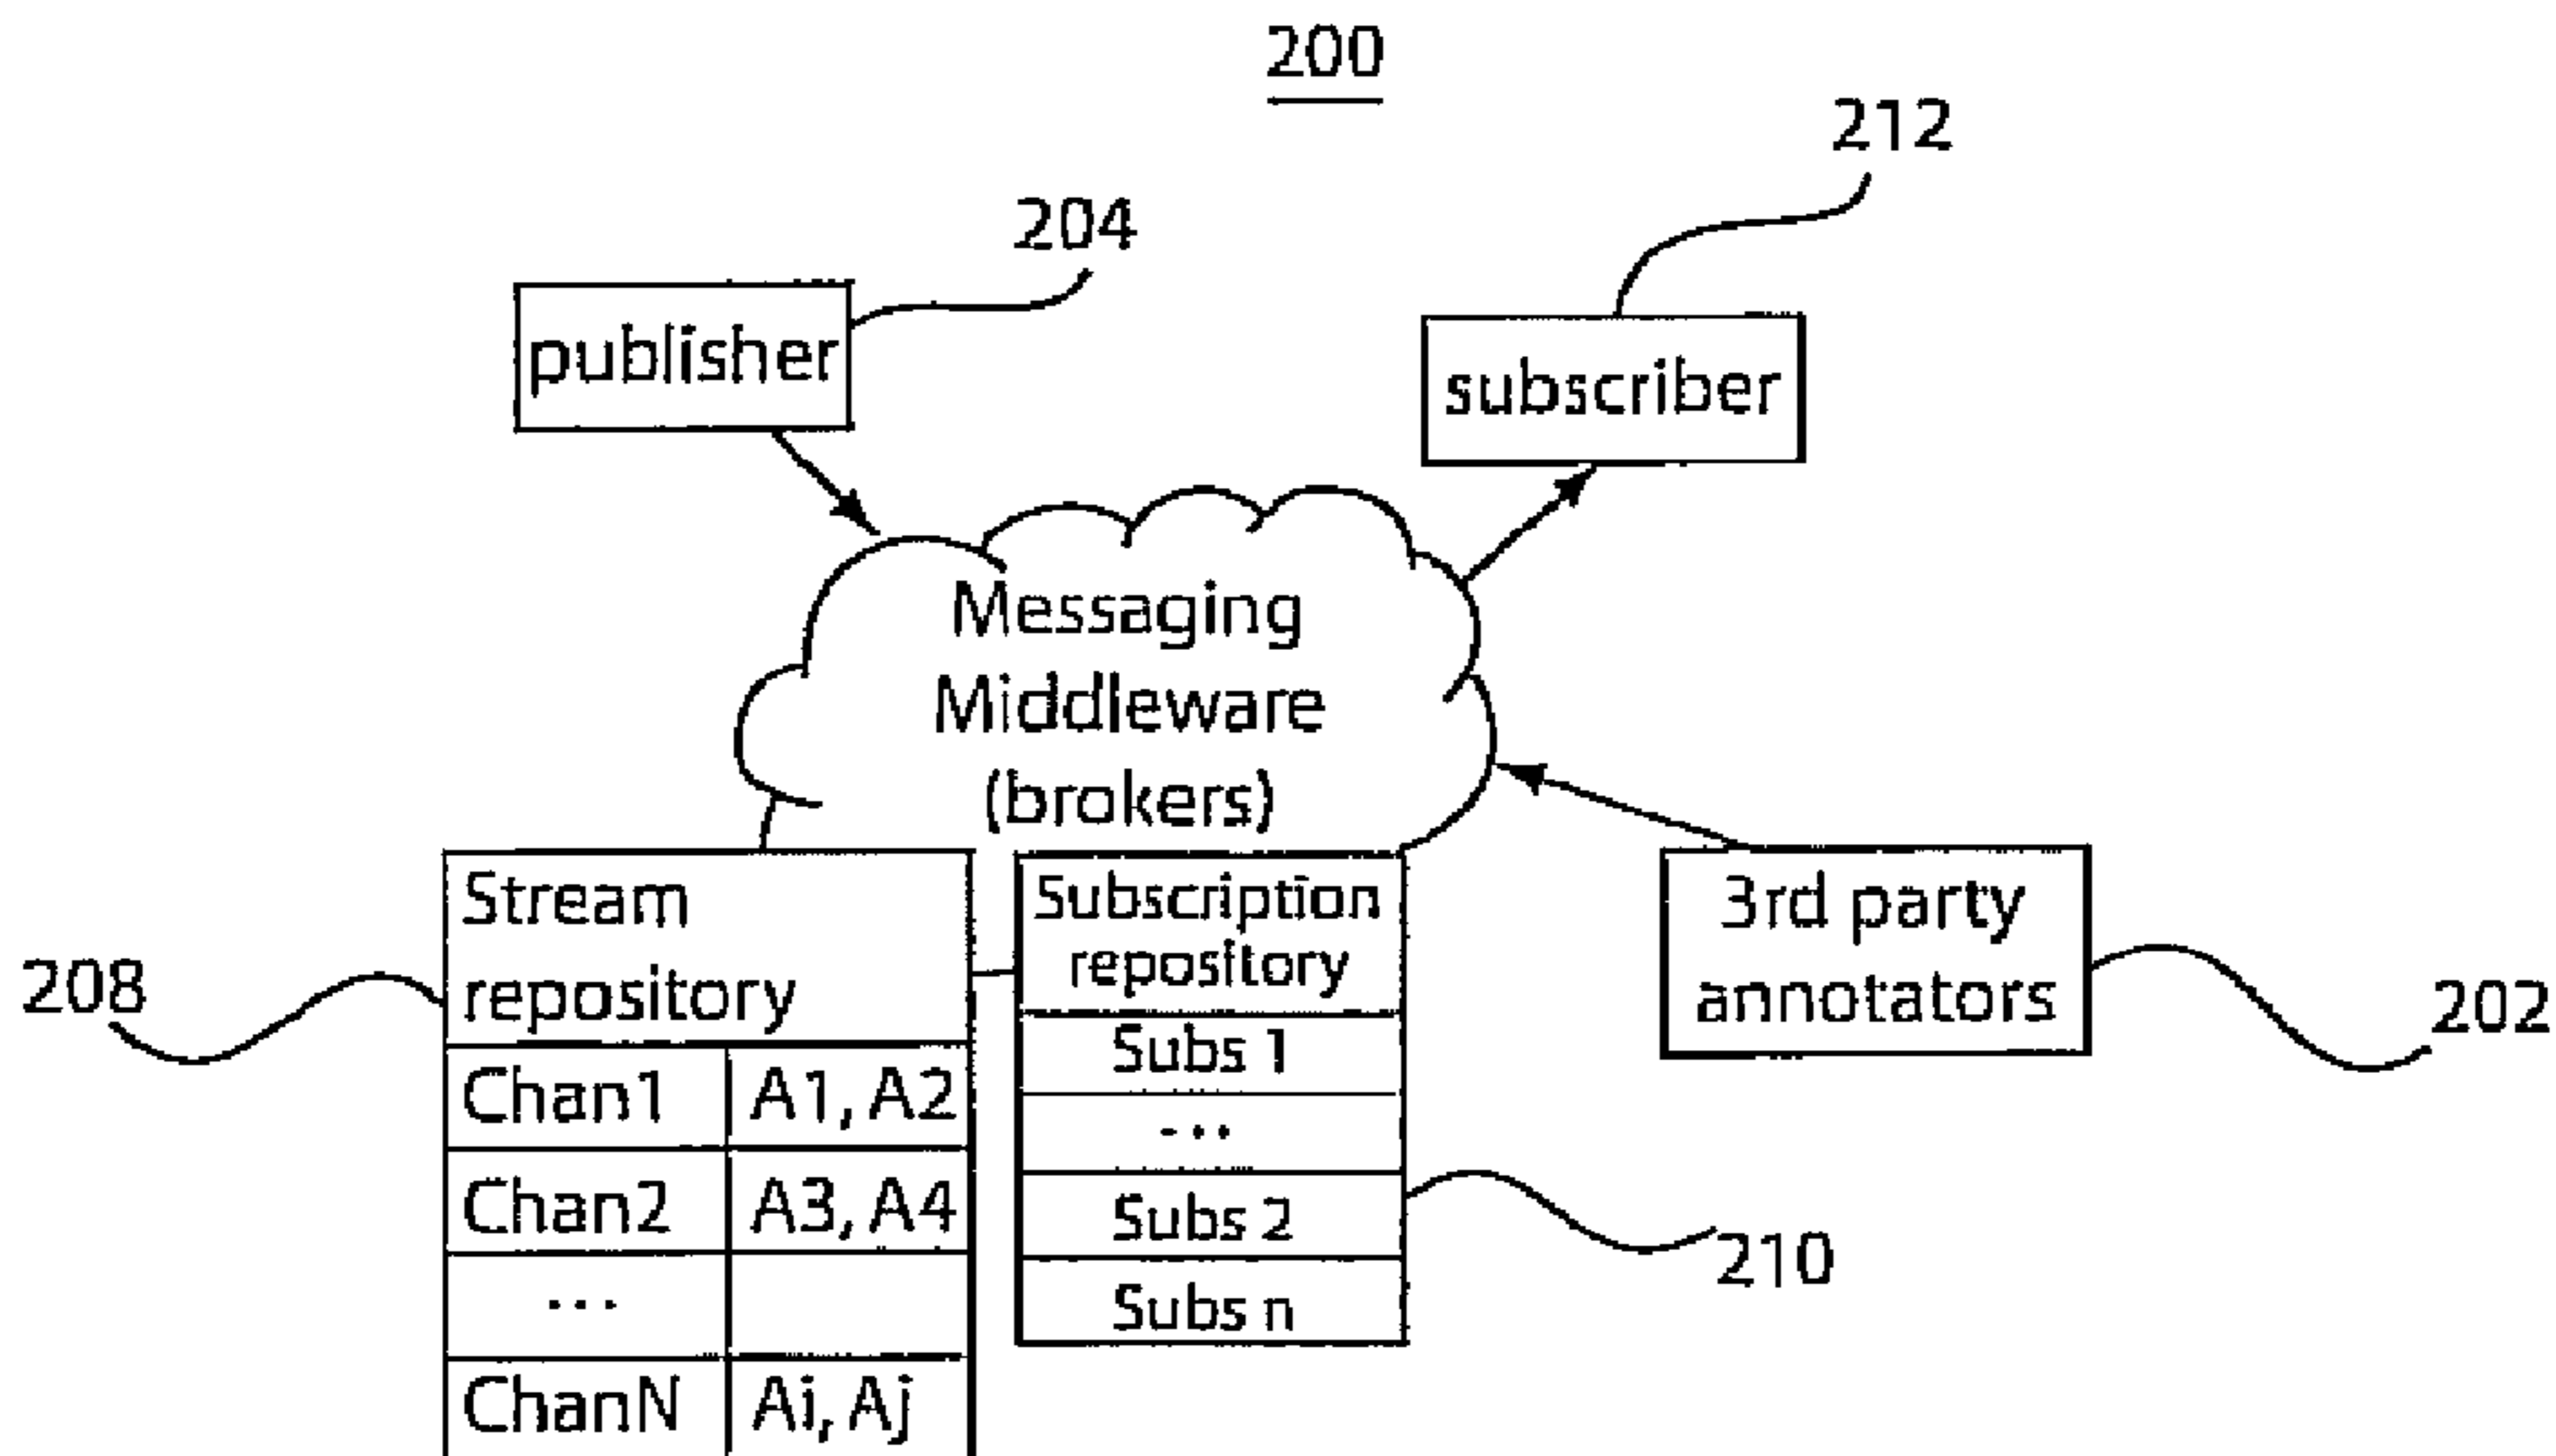 200
212
204
publisher
subscriber
Messaging
Middleware
(brokers)
Stream
repository
Subscription
repository
3rd party
annotators
208
202
Chan1 A1, A2
Chan2 A3, A4
...
ChanN Ai, Aj
Subs 1
...
Subs 2
Subs n
210